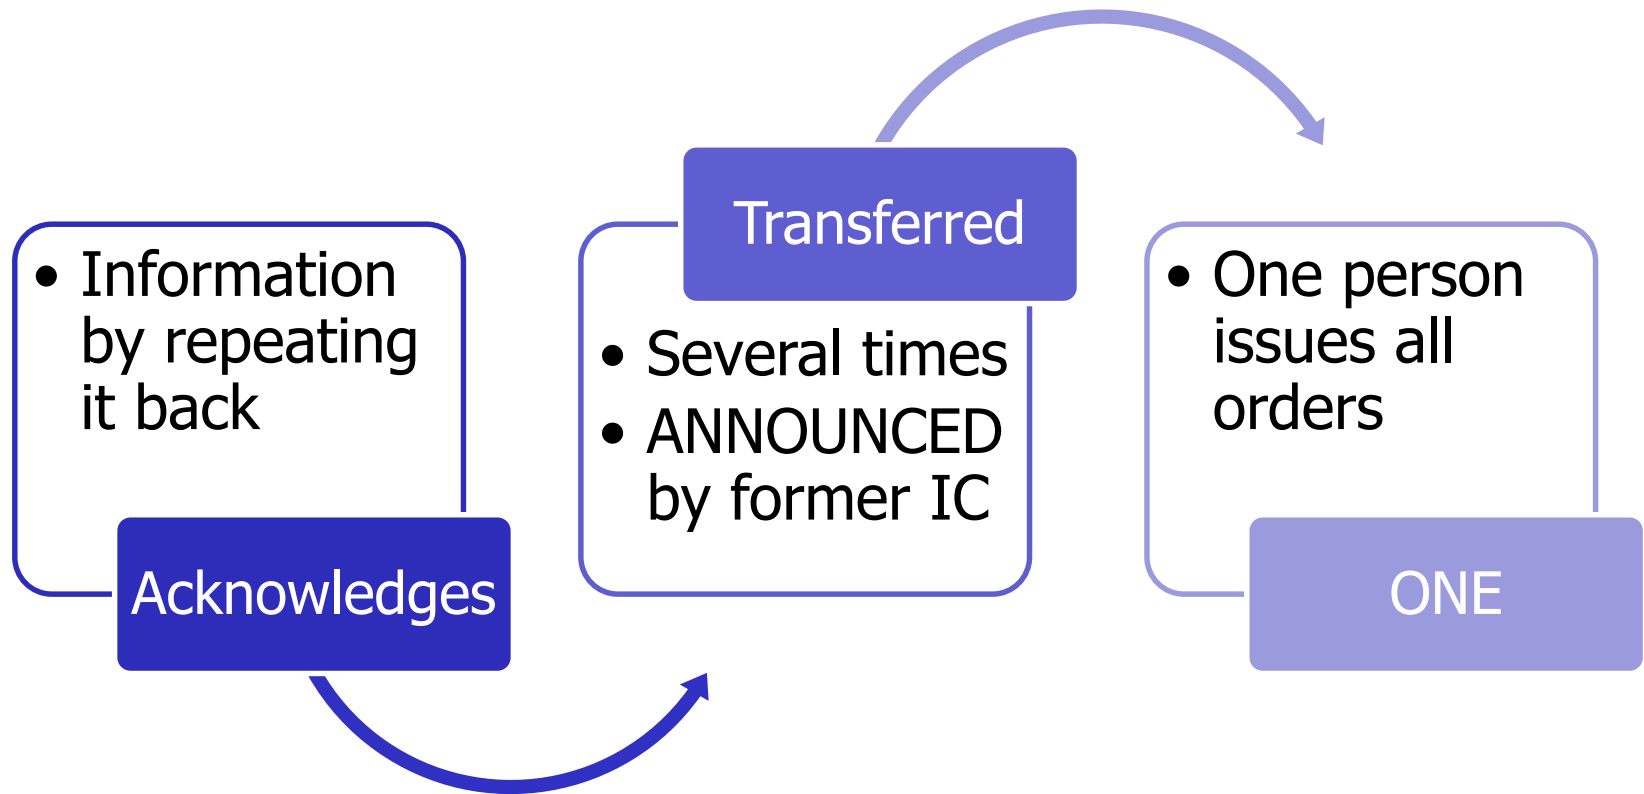 • Information
by repeating
it back
Acknowledges
Transferred
• Several times
• ANNOUNCED
by former IC
• One person
issues all
orders
ONE